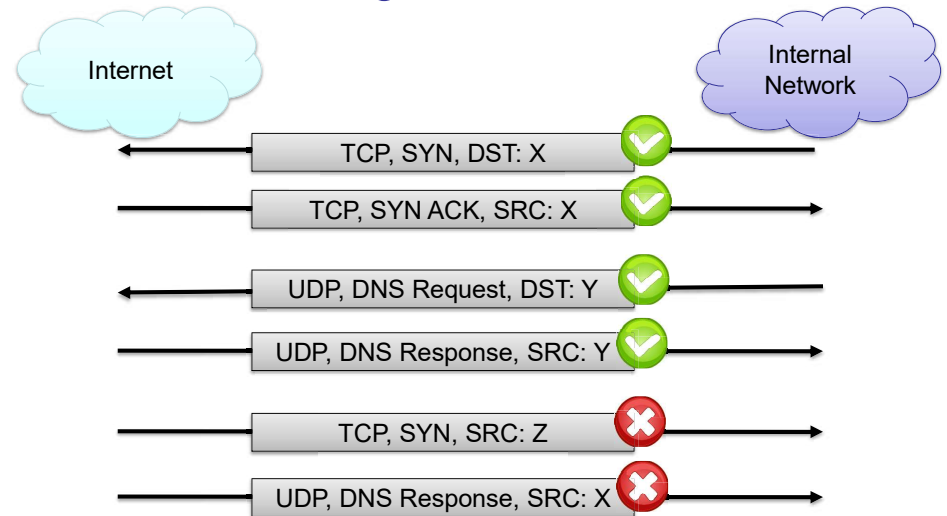 Internet
Internal
Network
TCP, SYN, DST: X
TCP, SYN ACK, SRC: X
UDP, DNS Request, DST: Y
UDP, DNS Response, SRC: Y
TCP, SYN, SRC: Z
UDP, DNS Response, SRC: X